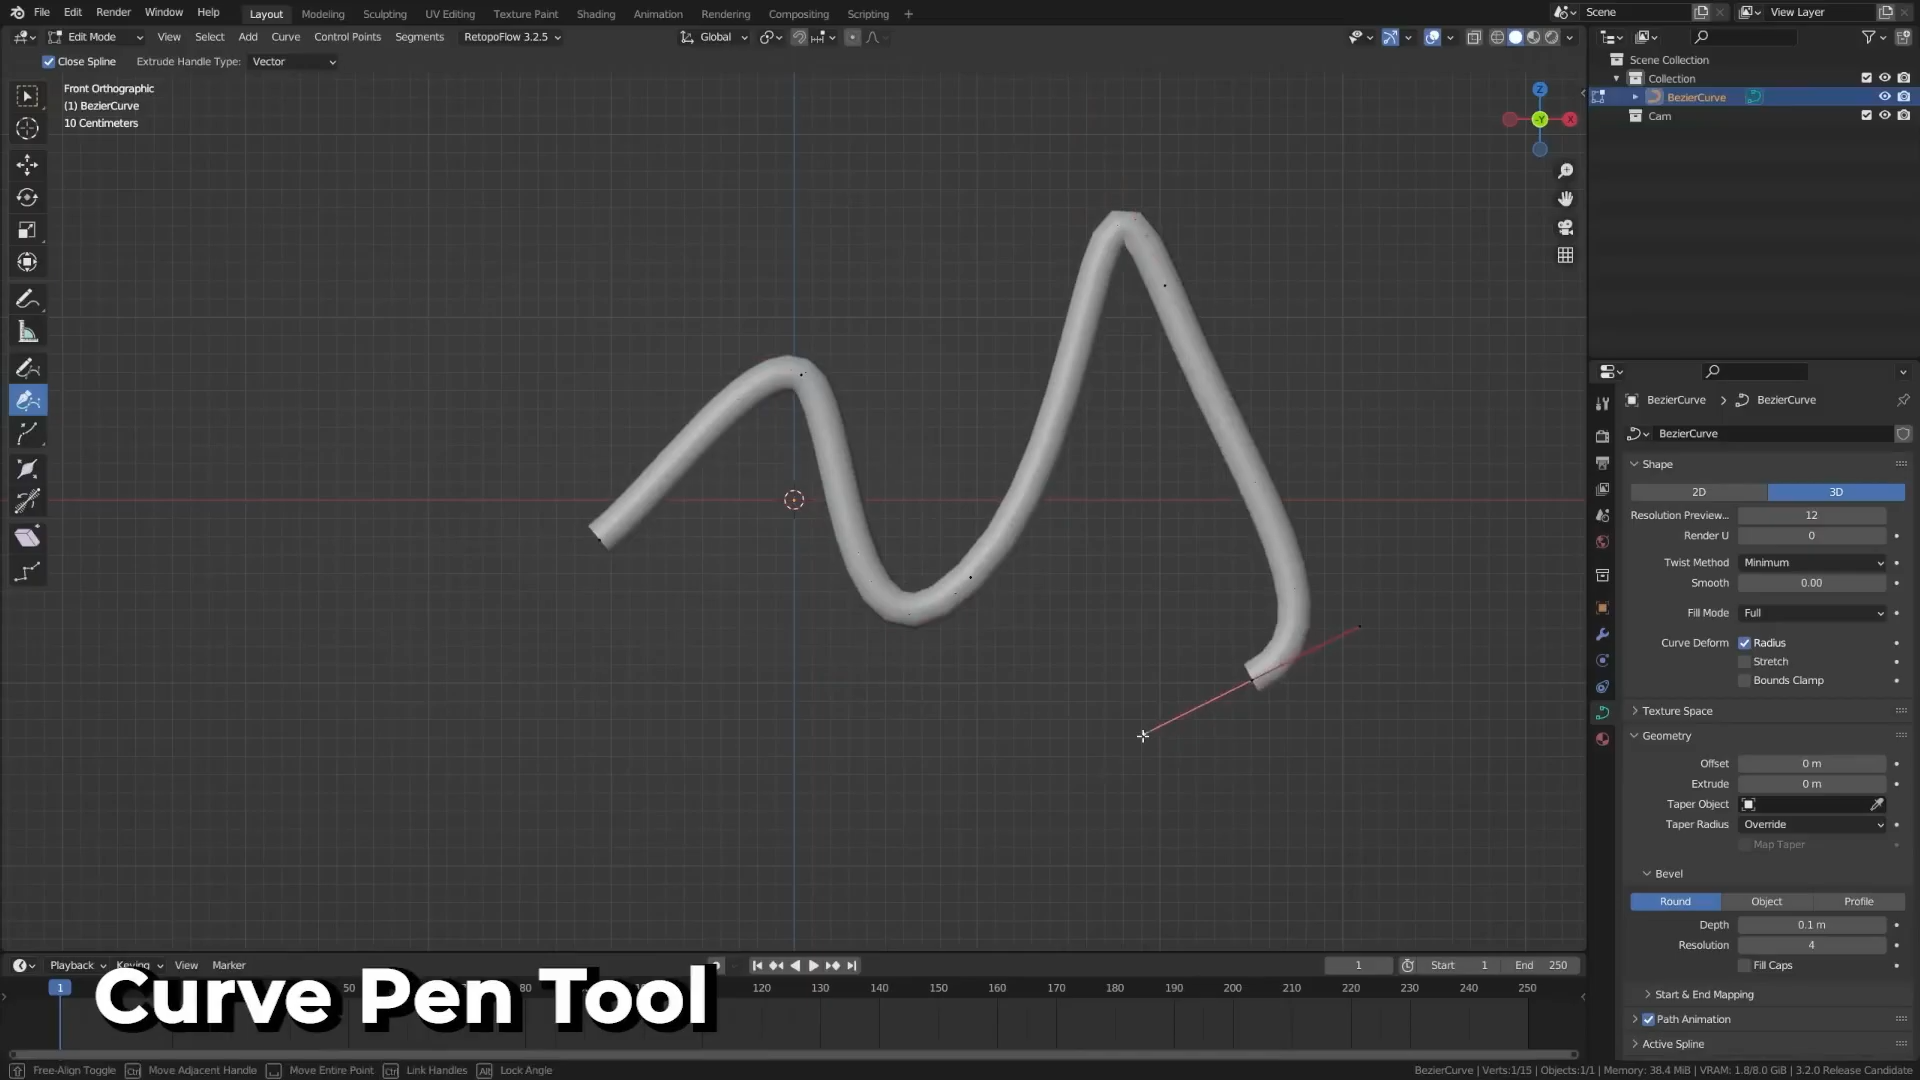 File Edit Render Window Help Layout Modeling Sculpting UV Editing Texture Paint Shading Animation Rendering Compositing Scripting + Scene View Layer
Edit Mode View Select Add Curve Control Points Segments RetopoFlow 3.2.5 Global
Close Spline Extrude Handle Type: Vector
Front Orthographic
(1) BezierCurve
10 Centimeters
Z
-Y
X
Scene Collection
Collection
BezierCurve
Cam
BezierCurve > BezierCurve
BezierCurve
Shape
2D 3D
Resolution Preview... 12
Render U 0
Twist Method Minimum
Smooth 0.00
Fill Mode Full
Curve Deform Radius
Stretch
Bounds Clamp
Texture Space
Geometry
Offset 0 m
Extrude 0 m
Taper Object
Taper Radius Override
Map Taper
Bevel
Round Object Profile
Depth 0.1 m
Resolution 4
Fill Caps
Start & End Mapping
Path Animation
Active Spline
Playback Keying View Marker 1 Start 1 End 250
1 50 120 130 140 150 160 170 180 190 200 210 220 230 240 250
Curve Pen Tool
Free-Align Toggle Ctrl Move Adjacent Handle Move Entire Point Ctrl Link Handles Alt Lock Angle
BezierCurve | Verts:1/15 | Objects:1/1 | Memory: 38.4 MiB | VRAM: 1.8/8.0 GiB | 3.2.0 Release Candidate